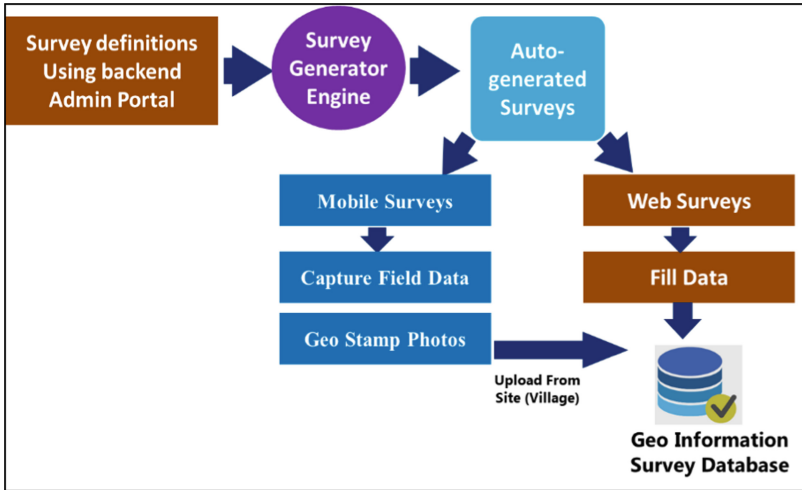 Survey definitions
Using backend
Admin Portal
Survey
Generator
Engine
Auto-
generated
Surveys
Mobile Surveys
Web Surveys
Capture Field Data
Fill Data
Geo Stamp Photos
Upload From
Site (Village)
Geo Information
Survey Database